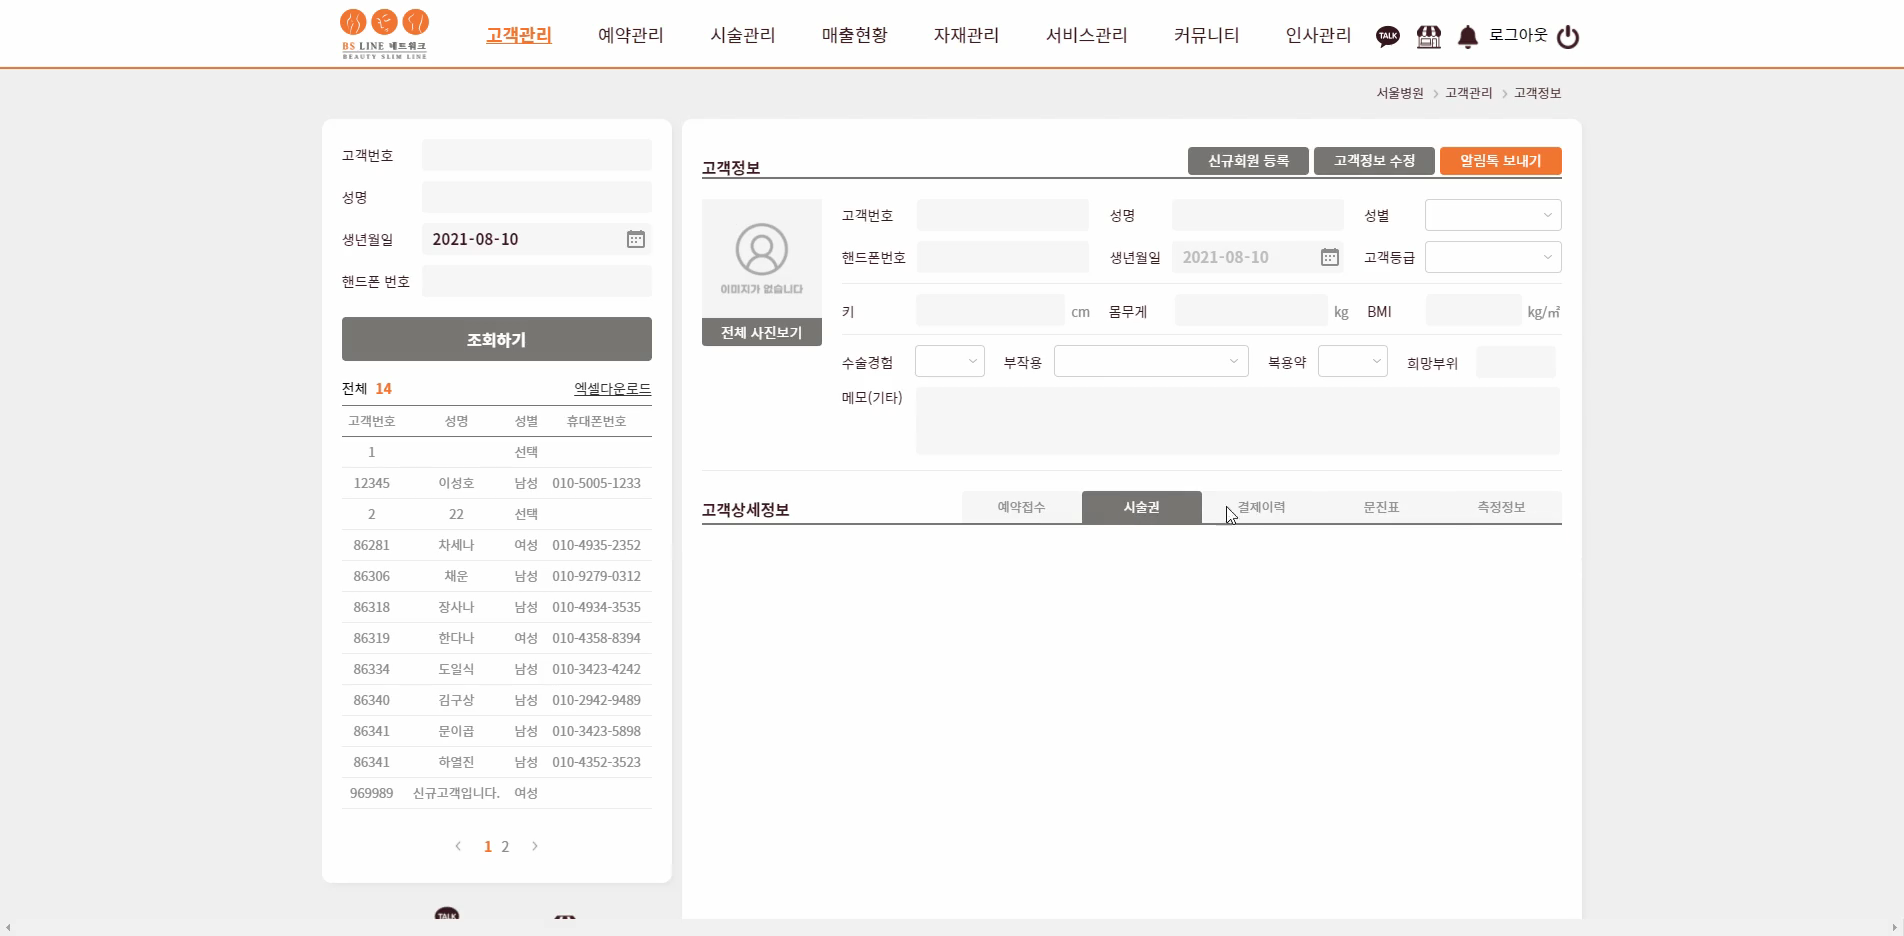 BS LINE 네트워크
BEAUTY SLIM LINE
고객관리 예약관리 시술관리 매출현황 자재관리 서비스관리 커뮤니티 인사관리 TALK 로그아웃
서울병원 > 고객관리 > 고객정보
고객번호
성명
생년월일 2021-08-10
핸드폰 번호
조회하기
전체 14 엑셀다운로드
고객번호 성명 성별 휴대폰번호
1 선택
12345 이성호 남성 010-5005-1233
2 22 선택
86281 차세나 여성 010-4935-2352
86306 채운 남성 010-9279-0312
86318 장사나 남성 010-4934-3535
86319 한다나 여성 010-4358-8394
86334 도일식 남성 010-3423-4242
86340 김구상 남성 010-2942-9489
86341 문이곱 남성 010-3423-5898
86341 하열진 남성 010-4352-3523
969989 신규고객입니다. 여성
< 1 2 >
TALK
고객정보 신규회원 등록 고객정보 수정 알림톡 보내기
이미지가 없습니다
전체 사진보기
고객번호 성명 성별
핸드폰번호 생년월일 2021-08-10 고객등급
키 cm 몸무게 kg BMI kg/㎡
수술경험 부작용 복용약 희망부위
메모(기타)
고객상세정보 예약접수 시술권 결제이력 문진표 측정정보